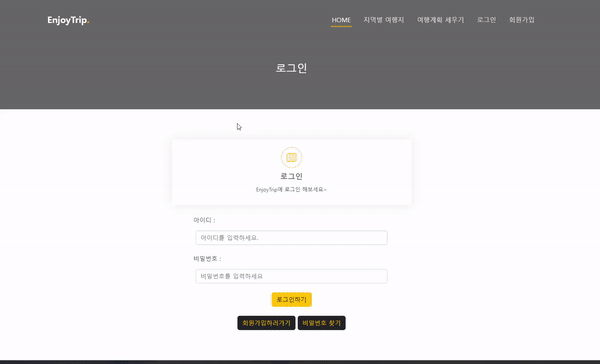 EnjoyTrip.
HOME 지역별 여행지 여행계획 세우기 로그인 회원가입
로그인
로그인
EnjoyTrip에 로그인 해보세요~
아이디 :
아이디를 입력하세요.
비밀번호 :
비밀번호를 입력하세요
로그인하기
회원가입하러가기 비밀번호 찾기